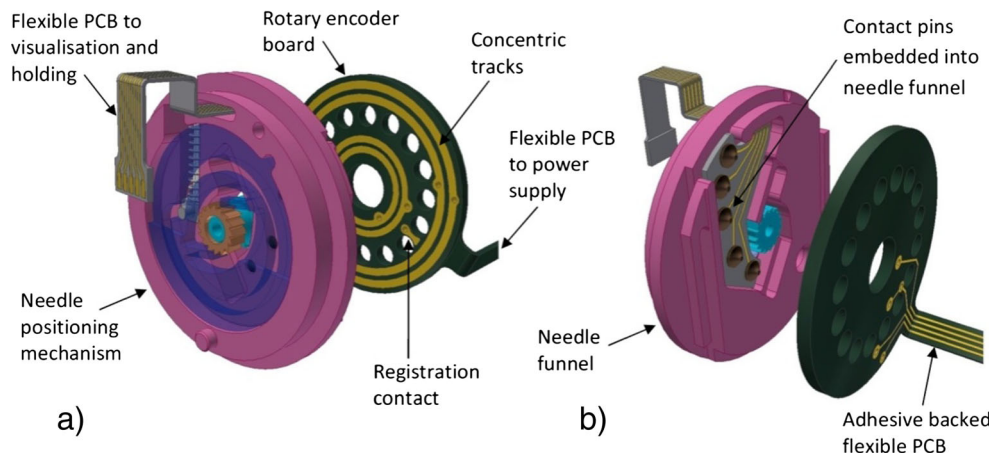 Flexible PCB to
visualisation and
holding
Rotary encoder
board
Concentric
tracks
Flexible PCB
to power
supply
Needle
positioning
mechanism
Registration
contact
a)
Contact pins
embedded into
needle funnel
Needle
funnel
Adhesive backed
flexible PCB
b)